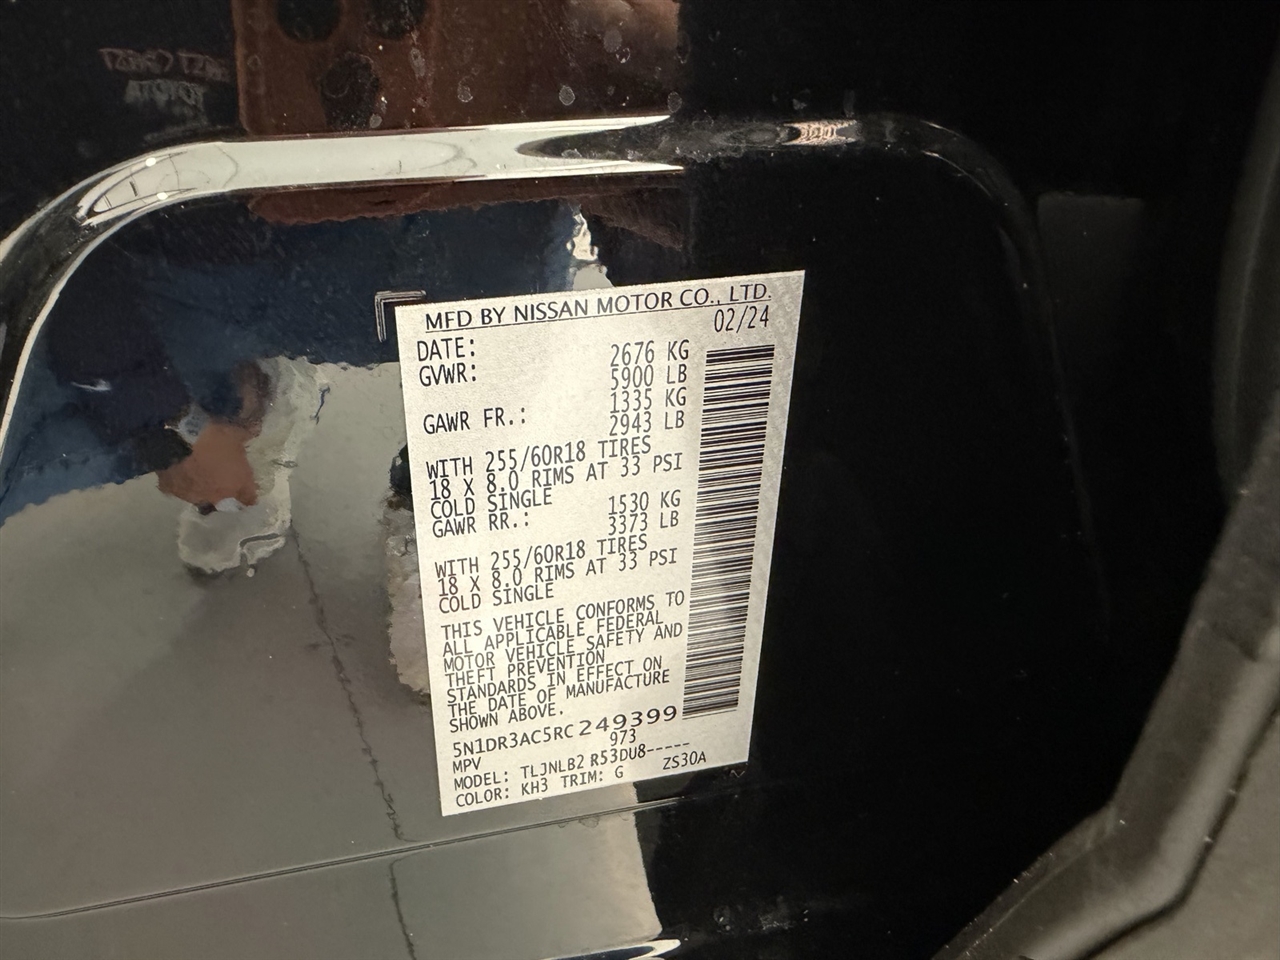 MFD BY NISSAN MOTOR CO., LTD.
DATE: 02/24
GVWR: 2676 KG
5900 LB
GAWR FR.: 1335 KG
2943 LB
WITH 255/60R18 TIRES
18 X 8.0 RIMS AT 33 PSI
COLD SINGLE
GAWR RR.: 1530 KG
3373 LB
WITH 255/60R18 TIRES
18 X 8.0 RIMS AT 33 PSI
COLD SINGLE
THIS VEHICLE CONFORMS TO
ALL APPLICABLE FEDERAL
MOTOR VEHICLE SAFETY AND
THEFT PREVENTION
STANDARDS IN EFFECT ON
THE DATE OF MANUFACTURE
SHOWN ABOVE.
5N1DR3AC5RC249399
MPV 973
MODEL: TLJNLB2 R53DU8-----
COLOR: KH3 TRIM: G ZS30A